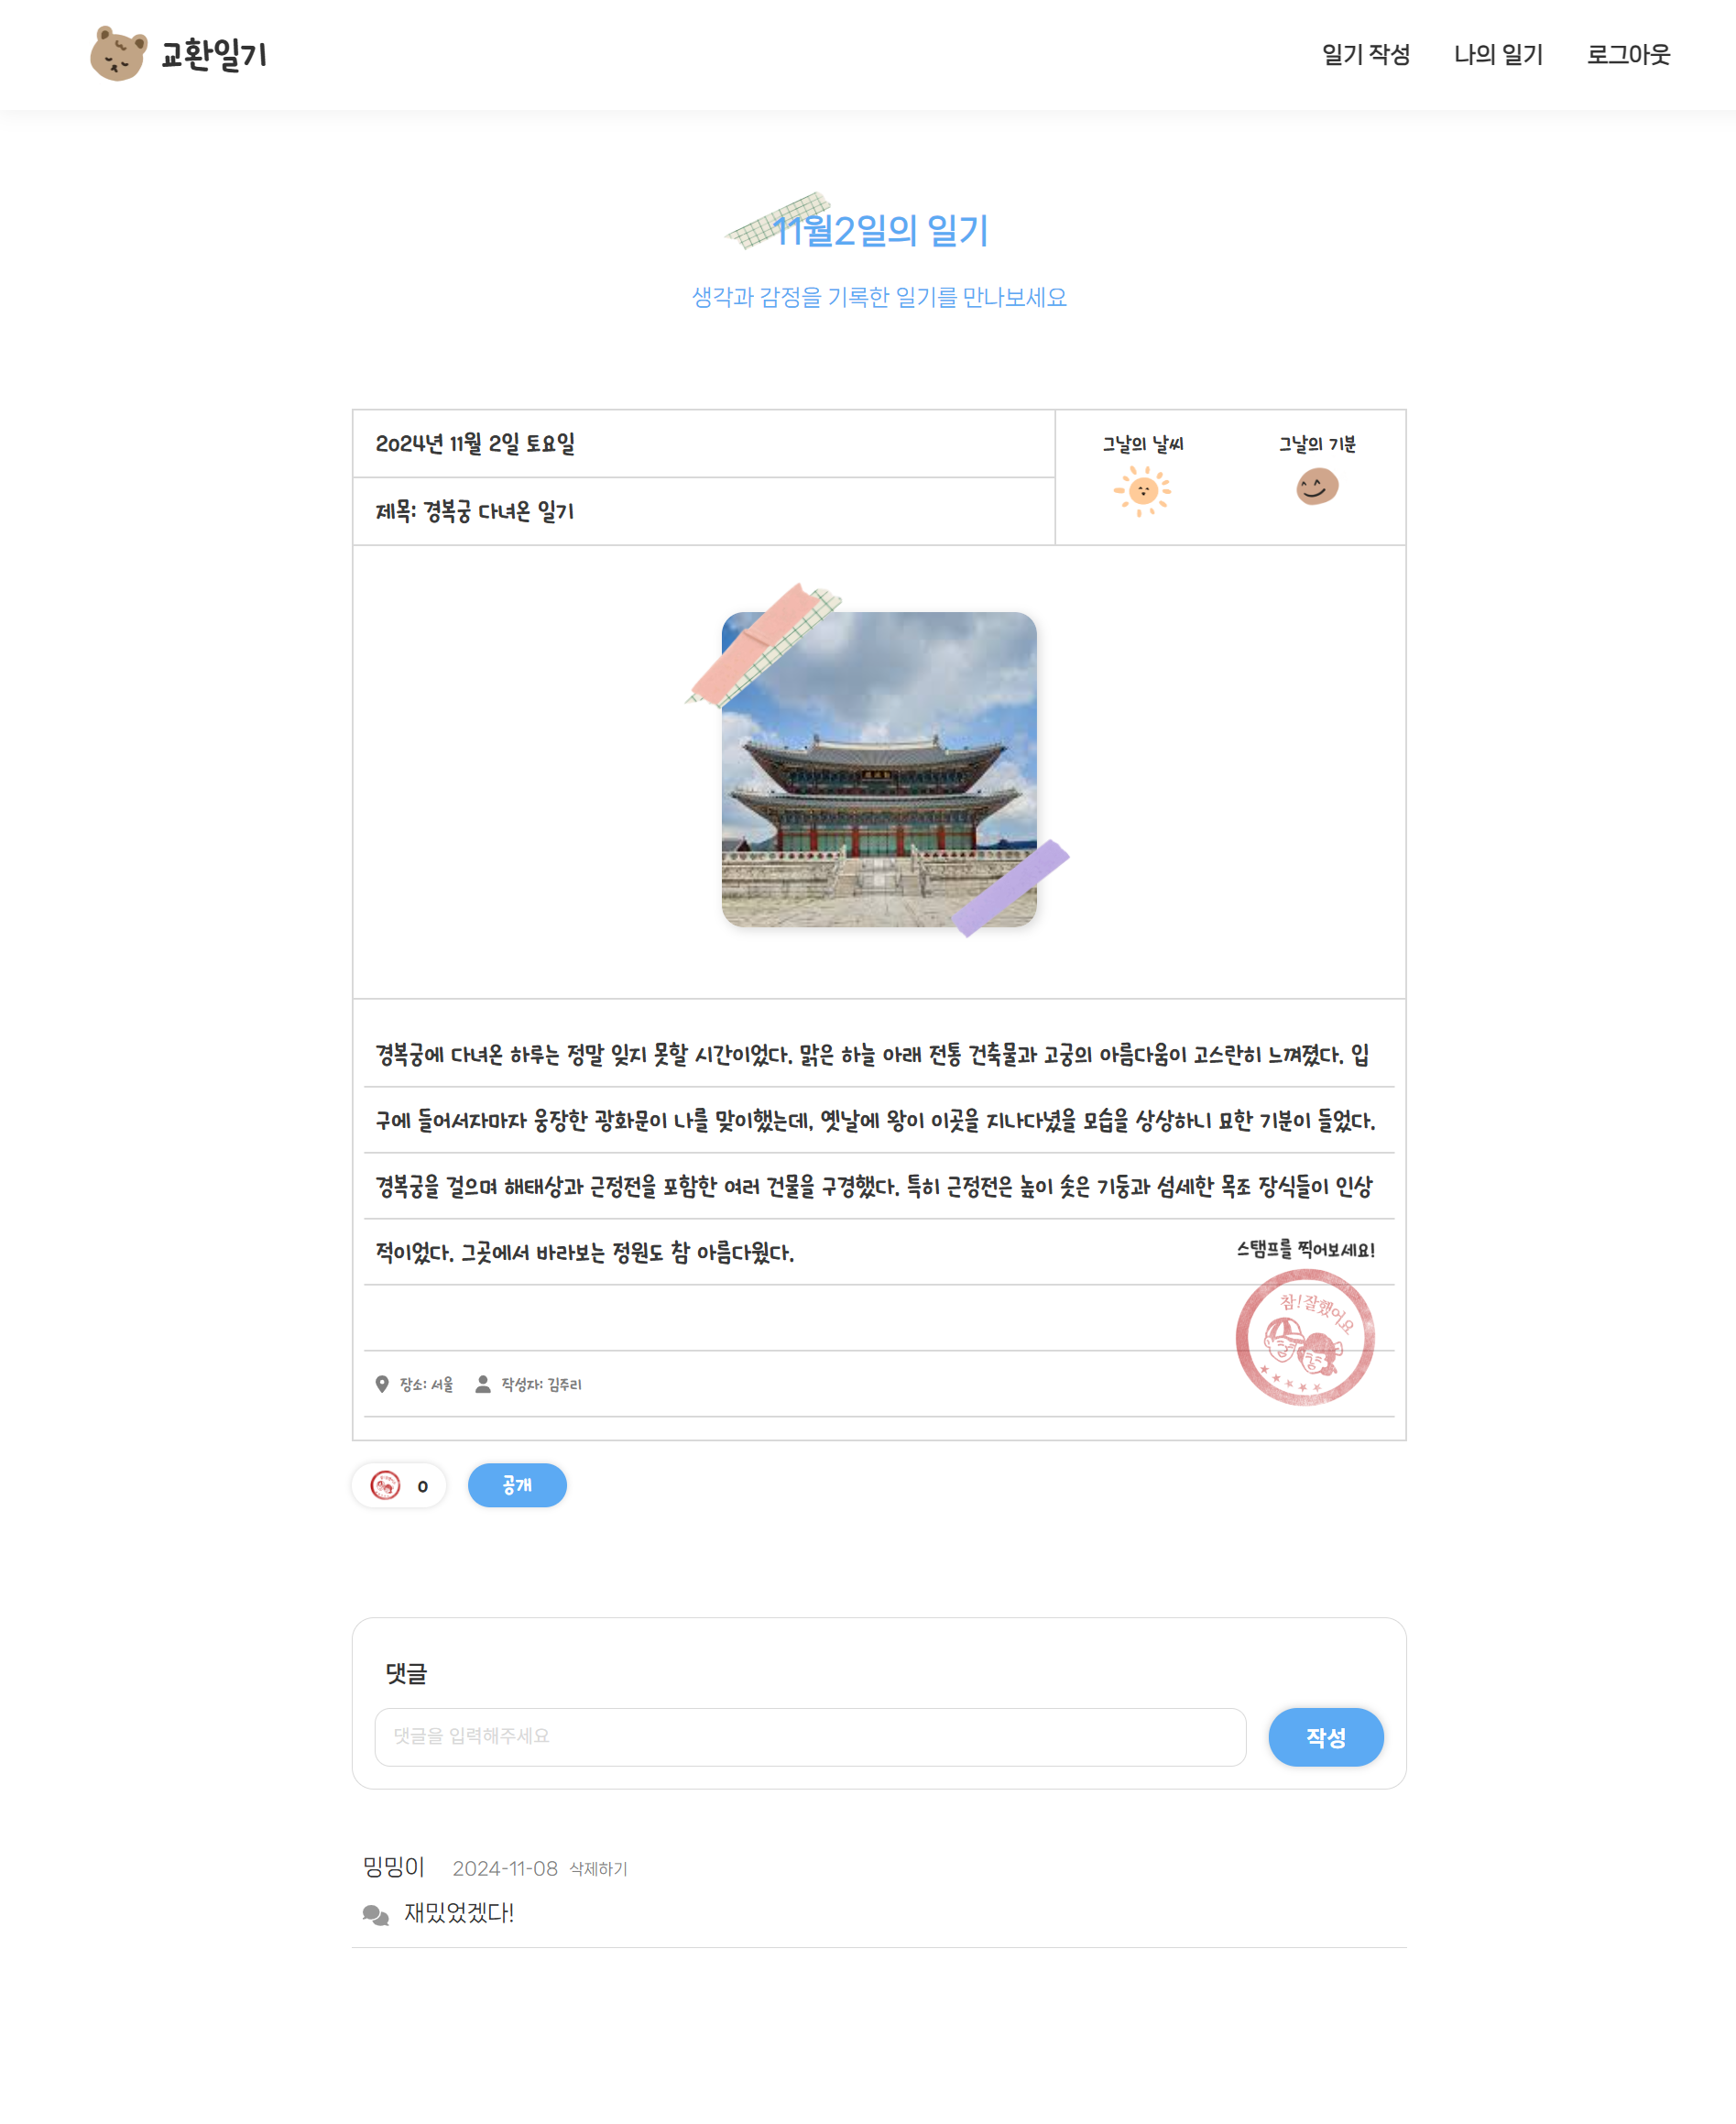 교환일기
일기 작성 나의 일기 로그아웃
11월2일의 일기
생각과 감정을 기록한 일기를 만나보세요
2024년 11월 2일 토요일
그날의 날씨 그날의 기분
제목: 경복궁 다녀온 일기
경복궁에 다녀온 하루는 정말 잊지 못할 시간이었다. 맑은 하늘 아래 전통 건축물과 고궁의 아름다움이 고스란히 느껴졌다. 입
구에 들어서자마자 웅장한 광화문이 나를 맞이했는데, 옛날에 왕이 이곳을 지나다녔을 모습을 상상하니 묘한 기분이 들었다.
경복궁을 걸으며 해태상과 근정전을 포함한 여러 건물을 구경했다. 특히 근정전은 높이 솟은 기둥과 섬세한 목조 장식들이 인상
적이었다. 그곳에서 바라보는 정원도 참 아름다웠다.
스탬프를 찍어보세요!
참!잘했어요
장소: 서울 작성자: 김주리
0 공개
댓글
댓글을 입력해주세요
작성
밍밍이 2024-11-08 삭제하기
재밌었겠다!